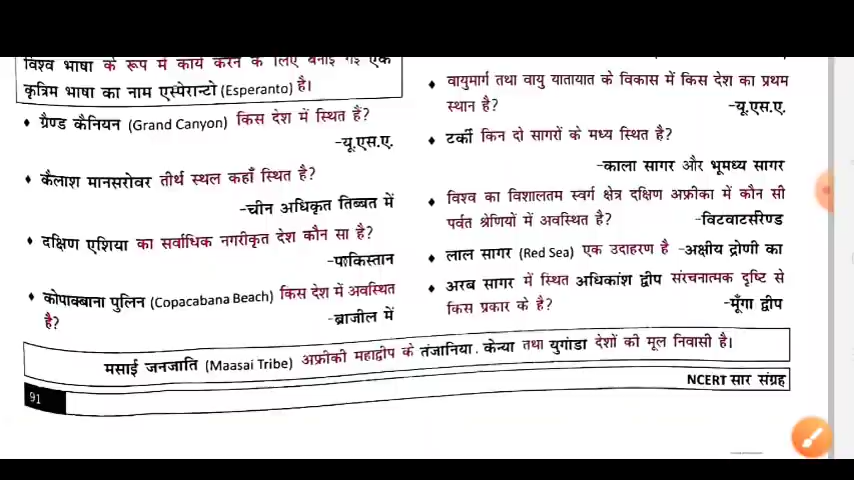 विश्व भाषा के रूप में कार्य करने के लिए बनाई गई एक
कृत्रिम भाषा का नाम एस्पेरान्टो (Esperanto) है।
♦ ग्रैण्ड कैनियन (Grand Canyon) किस देश में स्थित है?
-यू.एस.ए.
♦ कैलाश मानसरोवर तीर्थ स्थल कहाँ स्थित है?
-चीन अधिकृत तिब्बत में
♦ दक्षिण एशिया का सर्वाधिक नगरीकृत देश कौन सा है?
-पाकिस्तान
♦ कोपाक्बाना पुलिन (Copacabana Beach) किस देश में अवस्थित
है? -ब्राजील में
♦ वायुमार्ग तथा वायु यातायात के विकास में किस देश का प्रथम
स्थान है? -यू.एस.ए.
♦ टर्की किन दो सागरों के मध्य स्थित है?
-काला सागर और भूमध्य सागर
♦ विश्व का विशालतम स्वर्ण क्षेत्र दक्षिण अफ्रीका में कौन सी
पर्वत श्रेणियों में अवस्थित है? -विटवाटसरैण्ड
♦ लाल सागर (Red Sea) एक उदाहरण है -अक्षीय द्रोणी का
♦ अरब सागर में स्थित अधिकांश द्वीप संरचनात्मक दृष्टि से
किस प्रकार के है? -मूँगा द्वीप
मसाई जनजाति (Maasai Tribe) अफ्रीकी महाद्वीप के तंजानिया, केन्या तथा युगांडा देशों की मूल निवासी है।
91
NCERT सार संग्रह